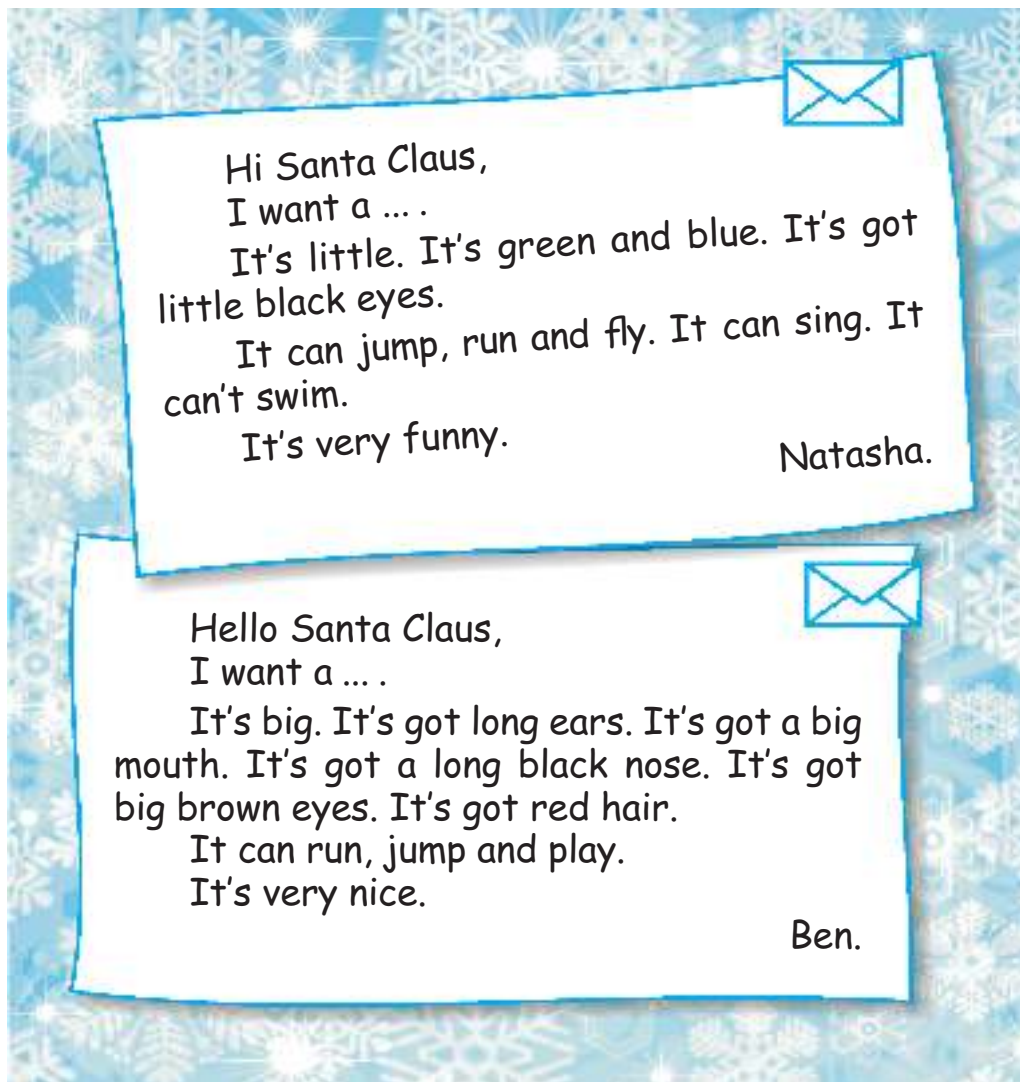 Hi Santa Claus,
I want a ... .
It's little. It's green and blue. It's got
little black eyes.
It can jump, run and fly. It can sing. It
can't swim.
It's very funny.
Natasha.
Hello Santa Claus,
I want a ... .
It's big. It's got long ears. It's got a big
mouth. It's got a long black nose. It's got
big brown eyes. It's got red hair.
It can run, jump and play.
It's very nice.
Ben.